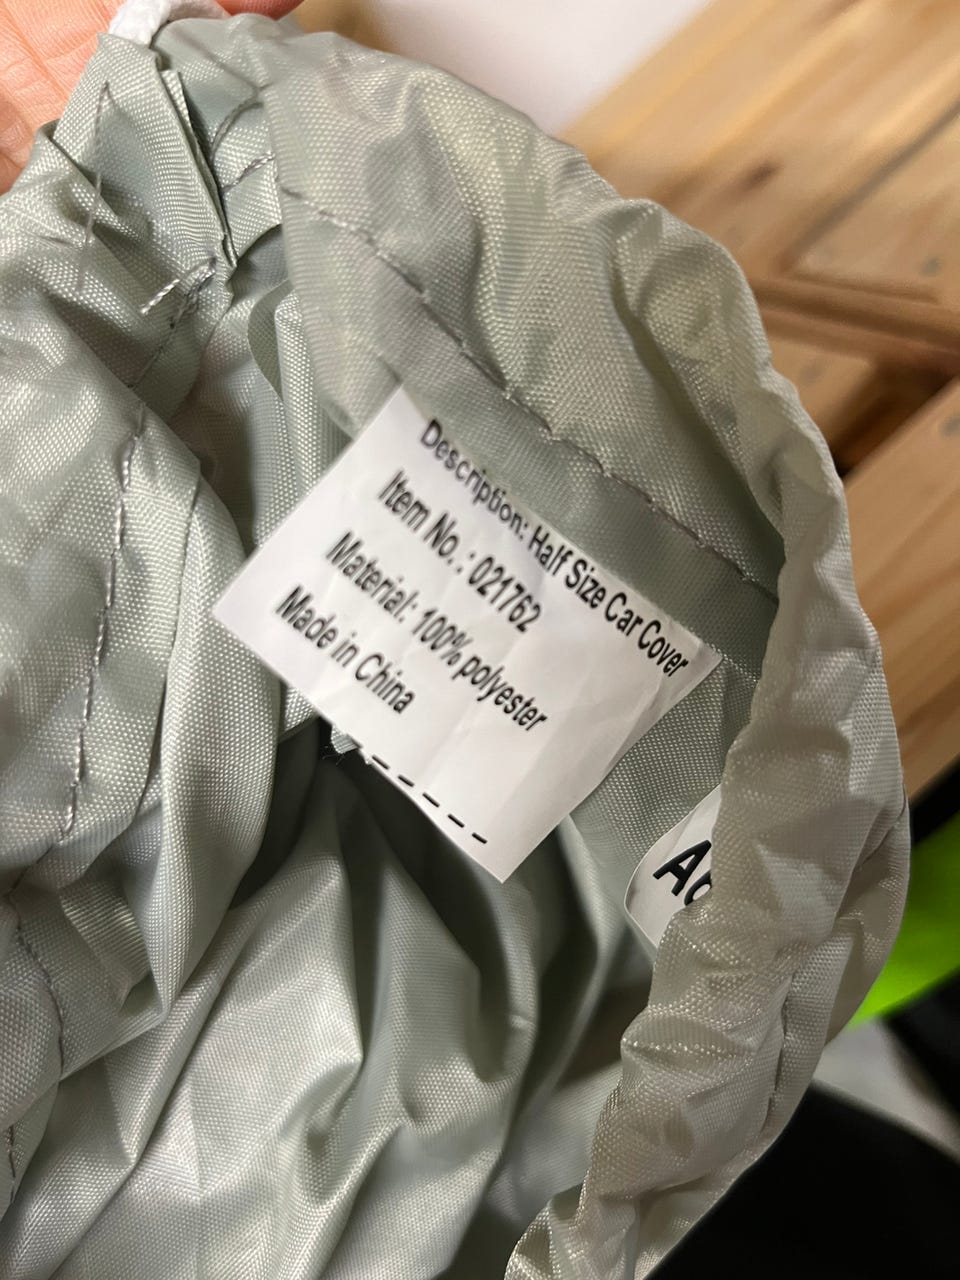 Description: Half Size Car Cover
Item No. : 021762
Material: 100% polyester
Made in China